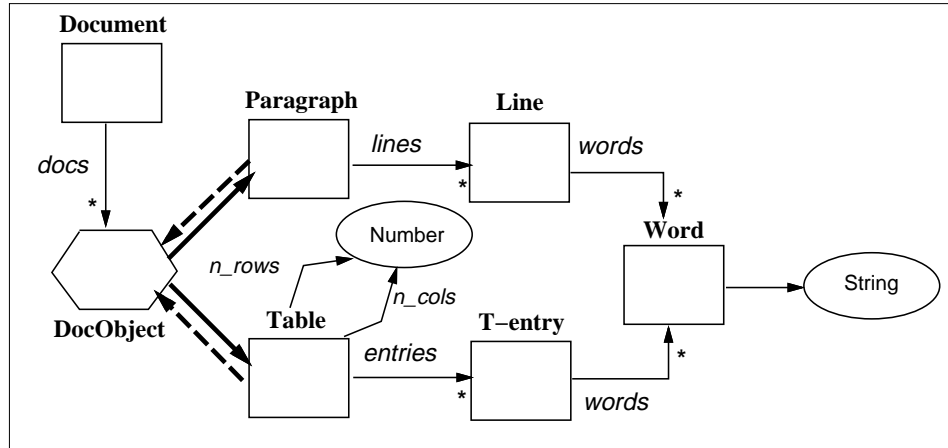 Document
Paragraph
Line
lines
words
docs
*
*
*
Number
Word
n_rows
n_cols
String
DocObject
Table
T−entry
entries
*
*
words